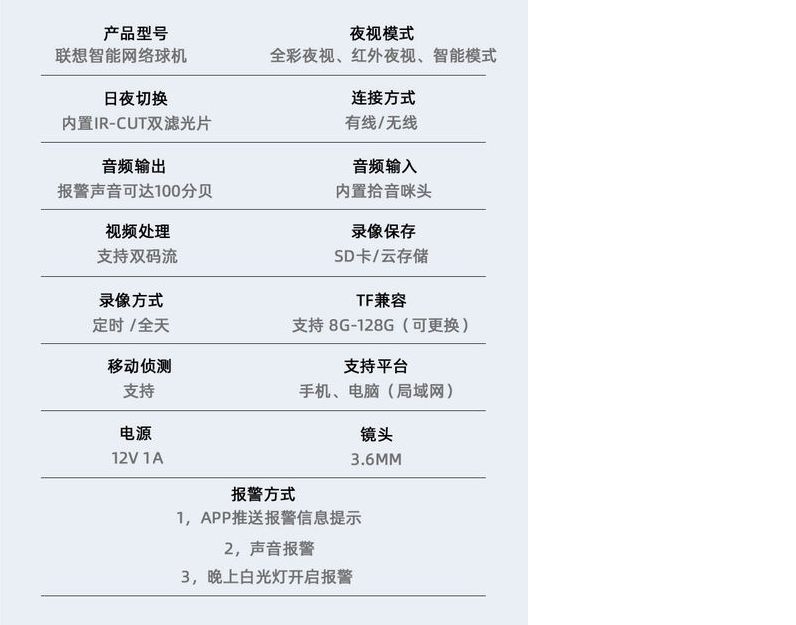 产品型号
夜视模式
联想智能网络球机
全彩夜视、红外夜视、智能模式
日夜切换
连接方式
内置IR-CUT双滤光片
有线/无线
音频输出
音频输入
报警声音可达100分贝
内置拾音咪头
视频处理
录像保存
支持双码流
SD卡/云存储
录像方式
TF兼容
定时 /全天
支持 8G-128G（可更换）
移动侦测
支持平台
支持
手机、电脑（局域网）
电源
镜头
12V 1A
3.6MM
报警方式
1，APP推送报警信息提示
2，声音报警
3，晚上白光灯开启报警